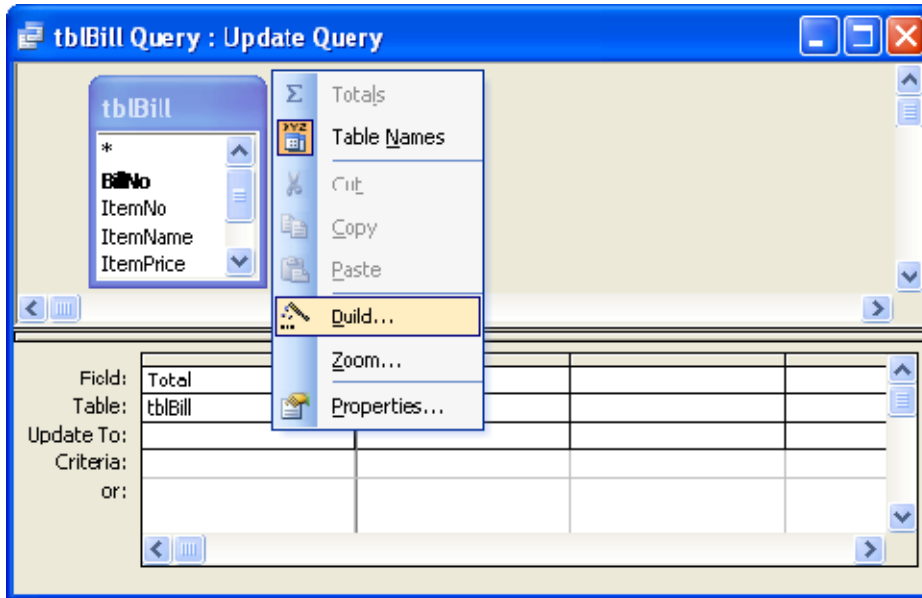 tblBill Query : Update Query
tblBill
*
BillNo
ItemNo
ItemName
ItemPrice
Σ Totals
XYZ Table Names
Cut
Copy
Paste
Build...
Zoom...
Properties...
Field: Total
Table: tblBill
Update To:
Criteria:
or: